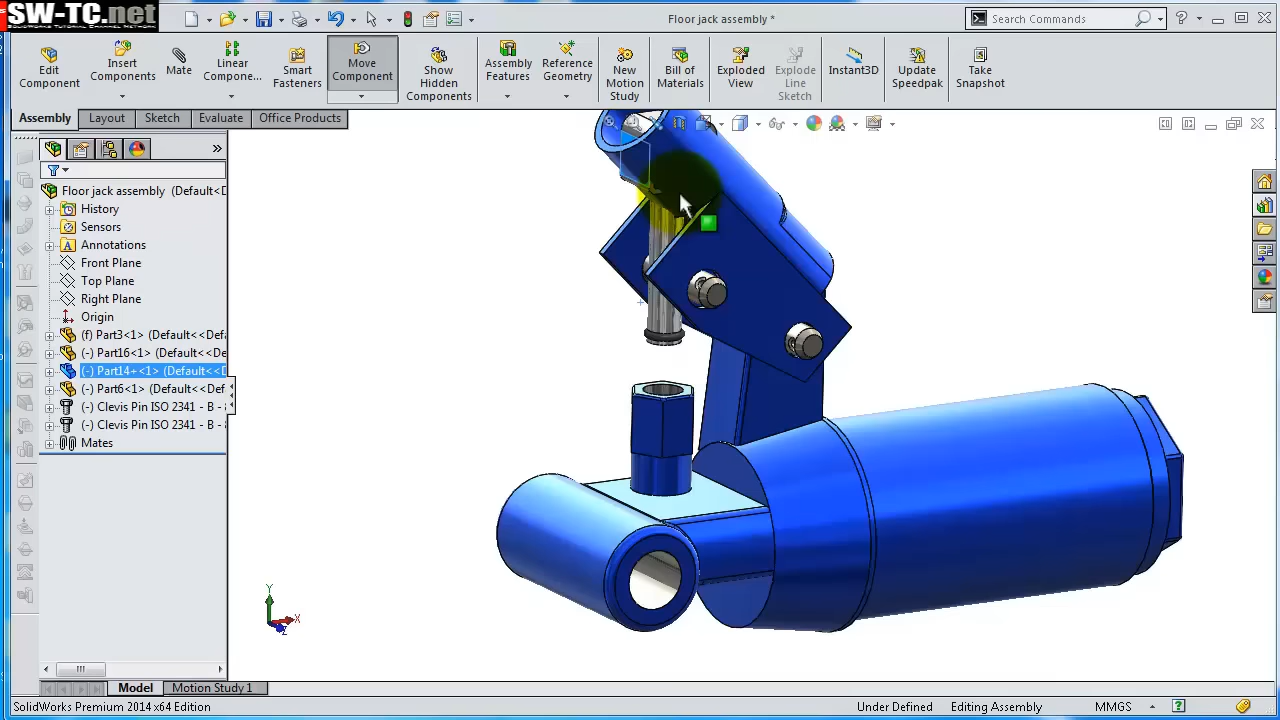 SW-TC.net
SOLIDWORKS TUTORIAL CHANNEL NETWORK
Floor jack assembly *
Search Commands
Edit Component
Insert Components
Mate
Linear Compone...
Smart Fasteners
Move Component
Show Hidden Components
Assembly Features
Reference Geometry
New Motion Study
Bill of Materials
Exploded View
Explode Line Sketch
Instant3D
Update Speedpak
Take Snapshot
Assembly
Layout
Sketch
Evaluate
Office Products
Floor jack assembly (Default<D
History
Sensors
Annotations
Front Plane
Top Plane
Right Plane
Origin
(f) Part3<1> (Default<<Defa
(-) Part16<1> (Default<<De
(-) Part14+<1> (Default<<D
(-) Part6<1> (Default<<Def
(-) Clevis Pin ISO 2341 - B -
(-) Clevis Pin ISO 2341 - B -
Mates
Y
X
Z
Model
Motion Study 1
SolidWorks Premium 2014 x64 Edition
Under Defined
Editing Assembly
MMGS